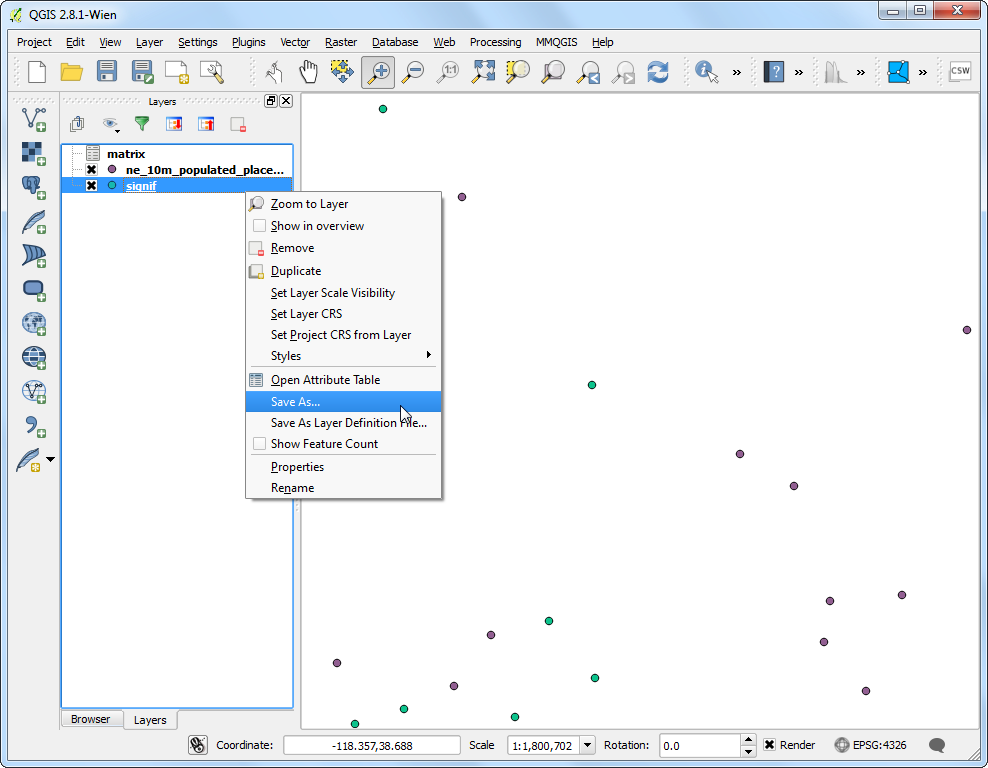 QGIS 2.8.1-Wien
Project Edit View Layer Settings Plugins Vector Raster Database Web Processing MMQGIS Help
1:1 » ? » » » CSW
Layers
matrix
ne_10m_populated_place...
signif
Zoom to Layer
Show in overview
Remove
Duplicate
Set Layer Scale Visibility
Set Layer CRS
Set Project CRS from Layer
Styles
Open Attribute Table
Save As...
Save As Layer Definition File...
Show Feature Count
Properties
Rename
Browser Layers
Coordinate: -118.357,38.688 Scale 1:1,800,702 Rotation: 0.0 Render EPSG:4326